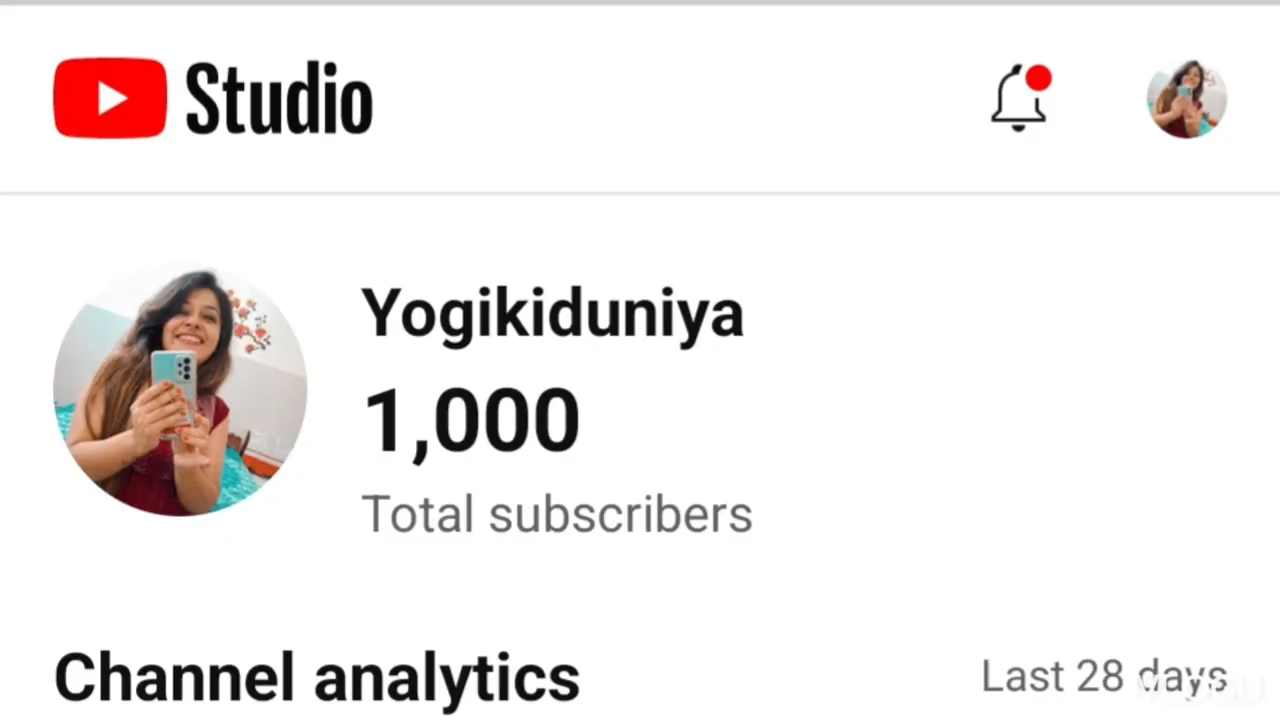 Studio
Yogikiduniya
1,000
Total subscribers
Channel analytics
Last 28 days